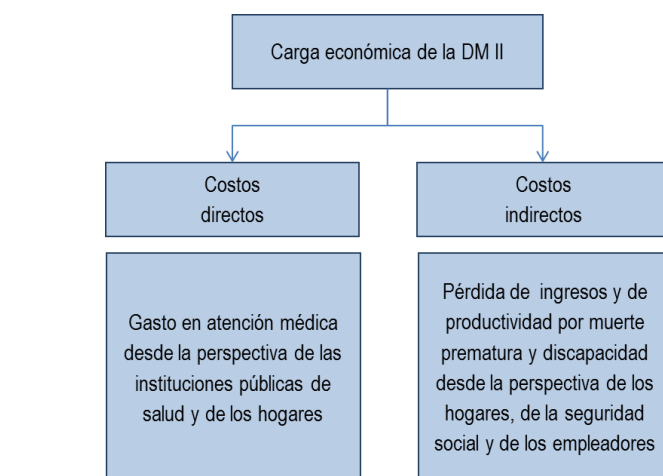 Carga económica de la DM II
Costos
directos
Costos
indirectos
Gasto en atención médica
desde la perspectiva de las
instituciones públicas de
salud y de los hogares
Pérdida de ingresos y de
productividad por muerte
prematura y discapacidad
desde la perspectiva de los
hogares, de la seguridad
social y de los empleadores